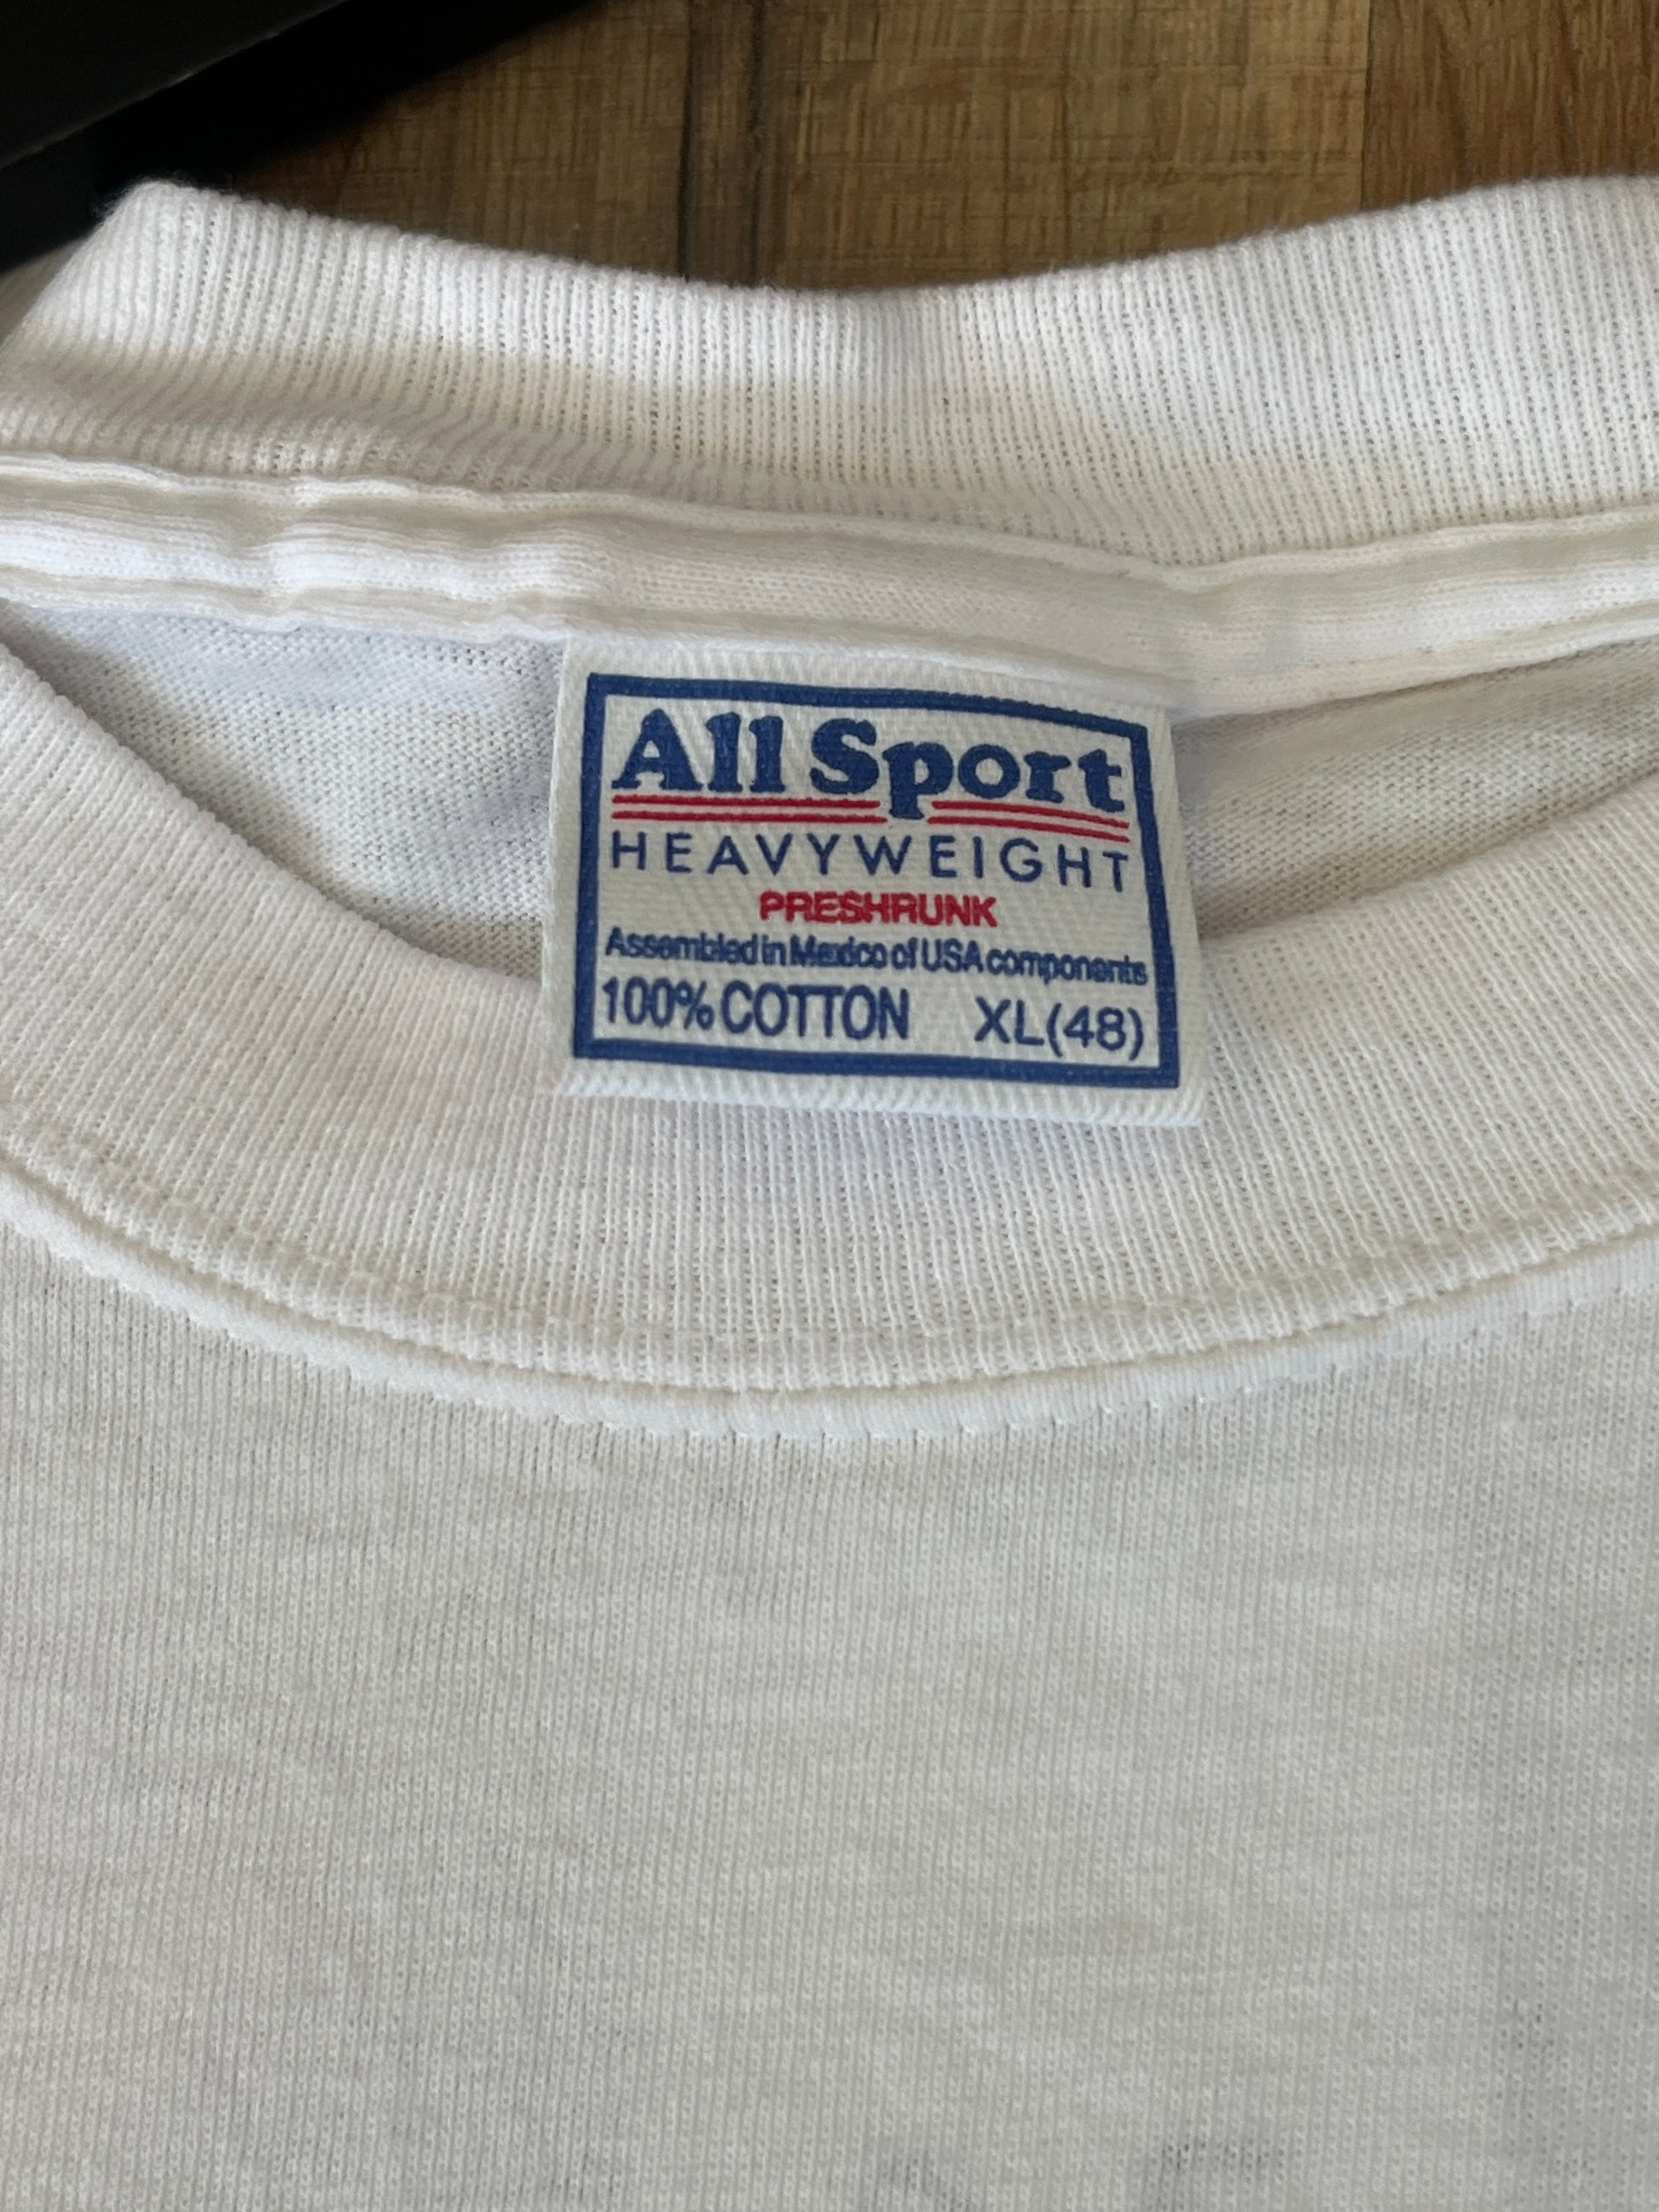 All Sport
HEAVYWEIGHT
PRESHRUNK
Assembled in Mexico of USA components
100% COTTON XL(48)